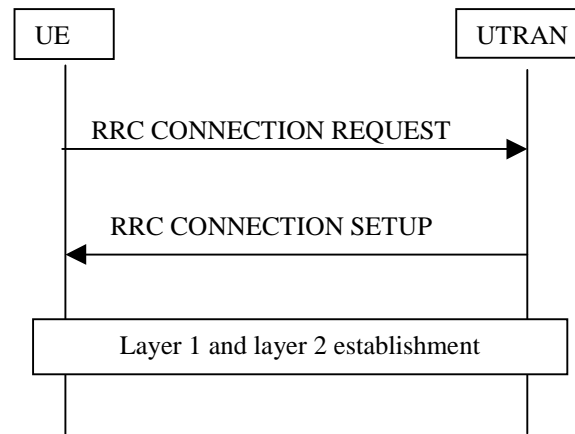 UE
UTRAN
RRC CONNECTION REQUEST
RRC CONNECTION SETUP
Layer 1 and layer 2 establishment